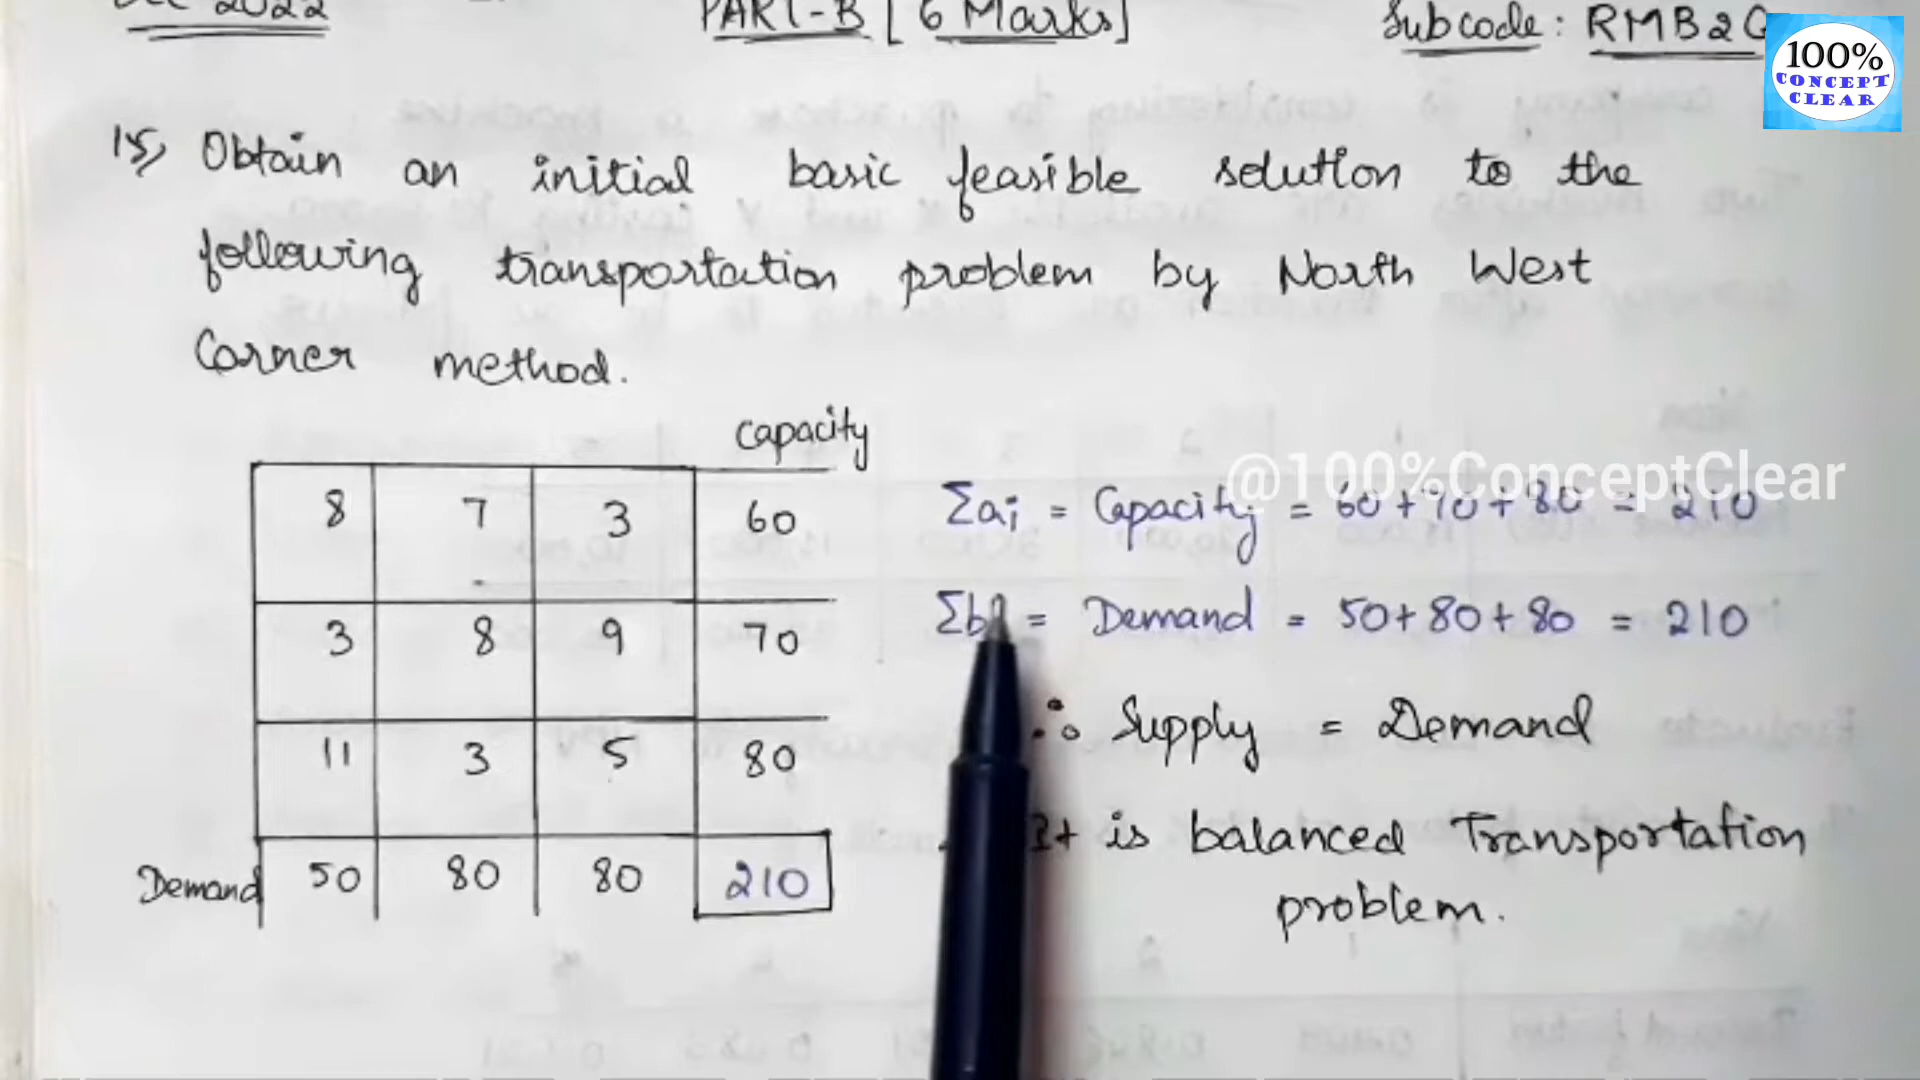 Dec 2022 PART-B [ 6 Marks] Subcode : RMB2
100%
CONCEPT
CLEAR
15, Obtain an initial basic feasible solution to the
following transportation problem by North West
Corner method.
capacity
@100%ConceptClear
8 7 3 60
Σai = Capacity = 60+70+80 = 210
3 8 9 70
= Demand = 50+80+80 = 210
11 3 5 80
∴ Supply = Demand
It is balanced Transportation
problem.
Demand 50 80 80 210